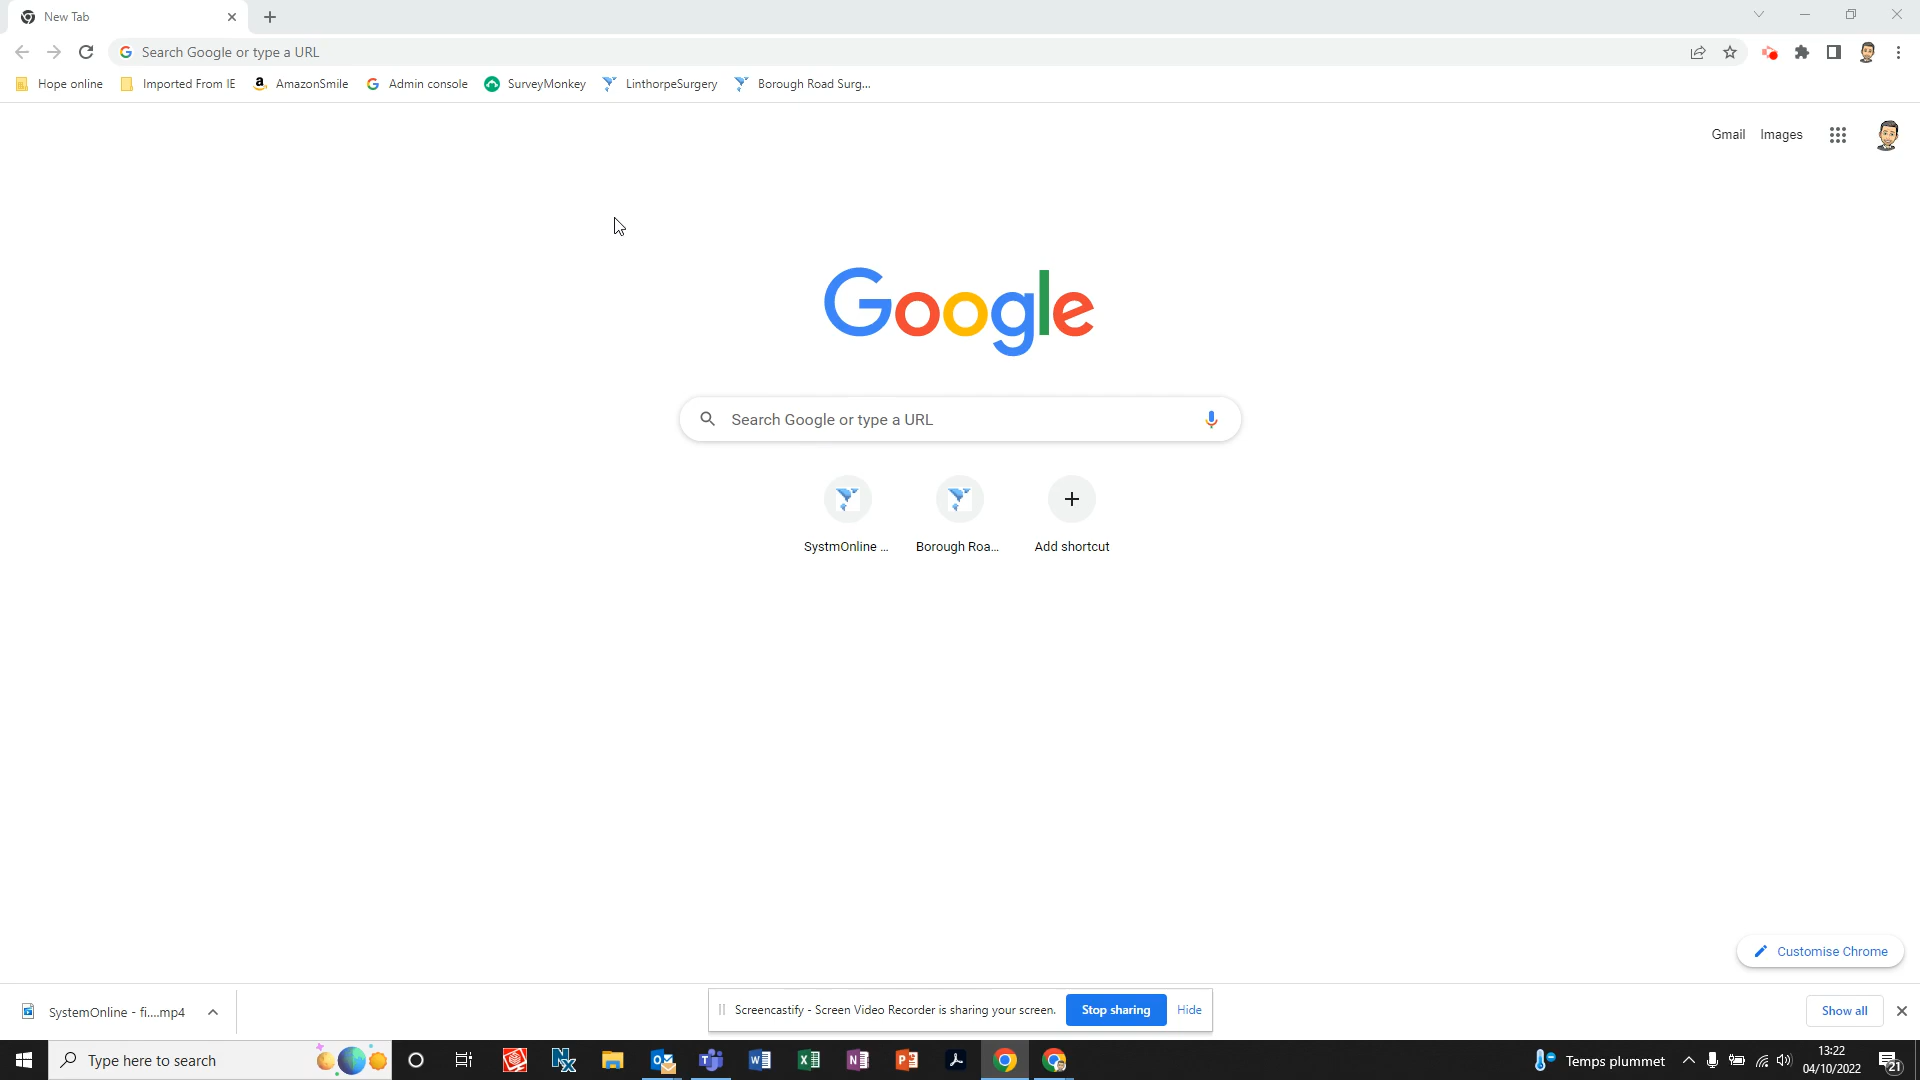 New Tab
Search Google or type a URL
Hope online
Imported From IE
AmazonSmile
Admin console
SurveyMonkey
LinthorpeSurgery
Borough Road Surg...
Gmail
Images
Google
Search Google or type a URL
SystmOnline ...
Borough Roa...
Add shortcut
Customise Chrome
SystemOnline - fi....mp4
Screencastify - Screen Video Recorder is sharing your screen.
Stop sharing
Hide
Show all
Type here to search
Temps plummet
13:22
04/10/2022
21